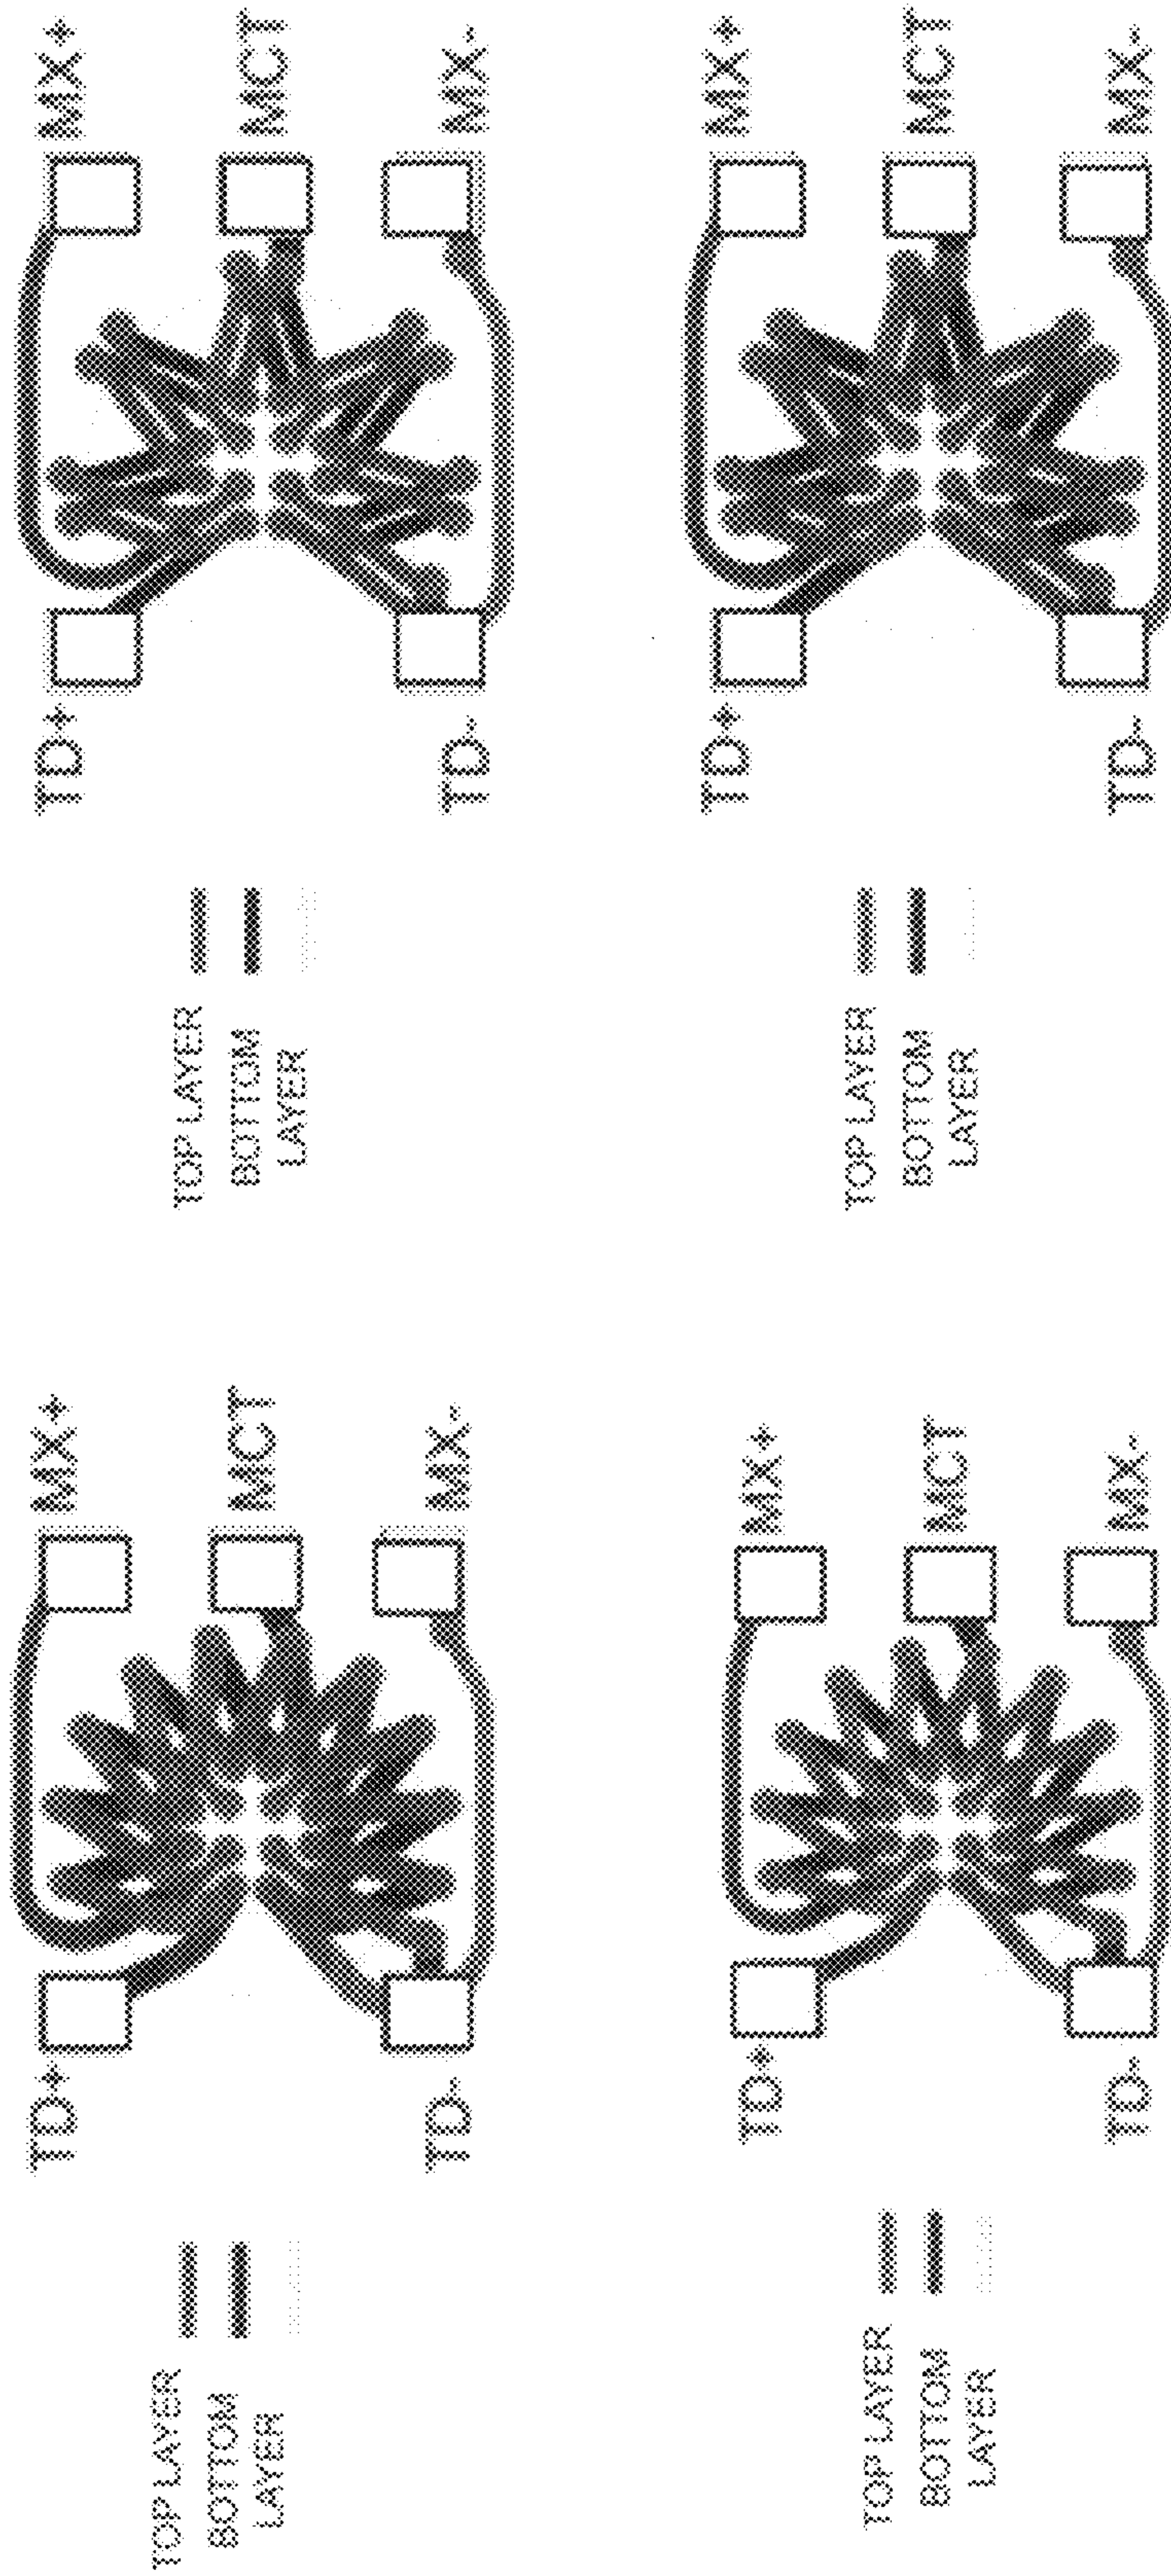 TOP LAYER
BOTTOM
LAYER
TD+
TD-
MX+
MCT
MX-
TOP LAYER
BOTTOM
LAYER
TD+
TD-
MX+
MCT
MX-
TOP LAYER
BOTTOM
LAYER
TD+
TD-
MX+
MCT
MX-
TOP LAYER
BOTTOM
LAYER
TD+
TD-
MX+
MCT
MX-